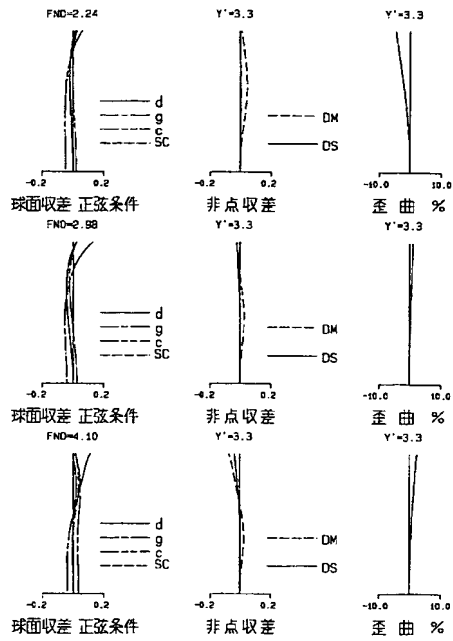 FNO=2.24 Y'=3.3 Y'=3.3
d
g
c
SC
DM
DS
-0.2 0.2 -0.2 0.2 -10.0 10.0
球面収差 正弦条件 非点収差 歪 曲 %
FNO=2.98 Y'=3.3 Y'=3.3
d
g
c
SC
DM
DS
-0.2 0.2 -0.2 0.2 -10.0 10.0
球面収差 正弦条件 非点収差 歪 曲 %
FNO=4.10 Y'=3.3 Y'=3.3
d
g
c
SC
DM
DS
-0.2 0.2 -0.2 0.2 -10.0 10.0
球面収差 正弦条件 非点収差 歪 曲 %